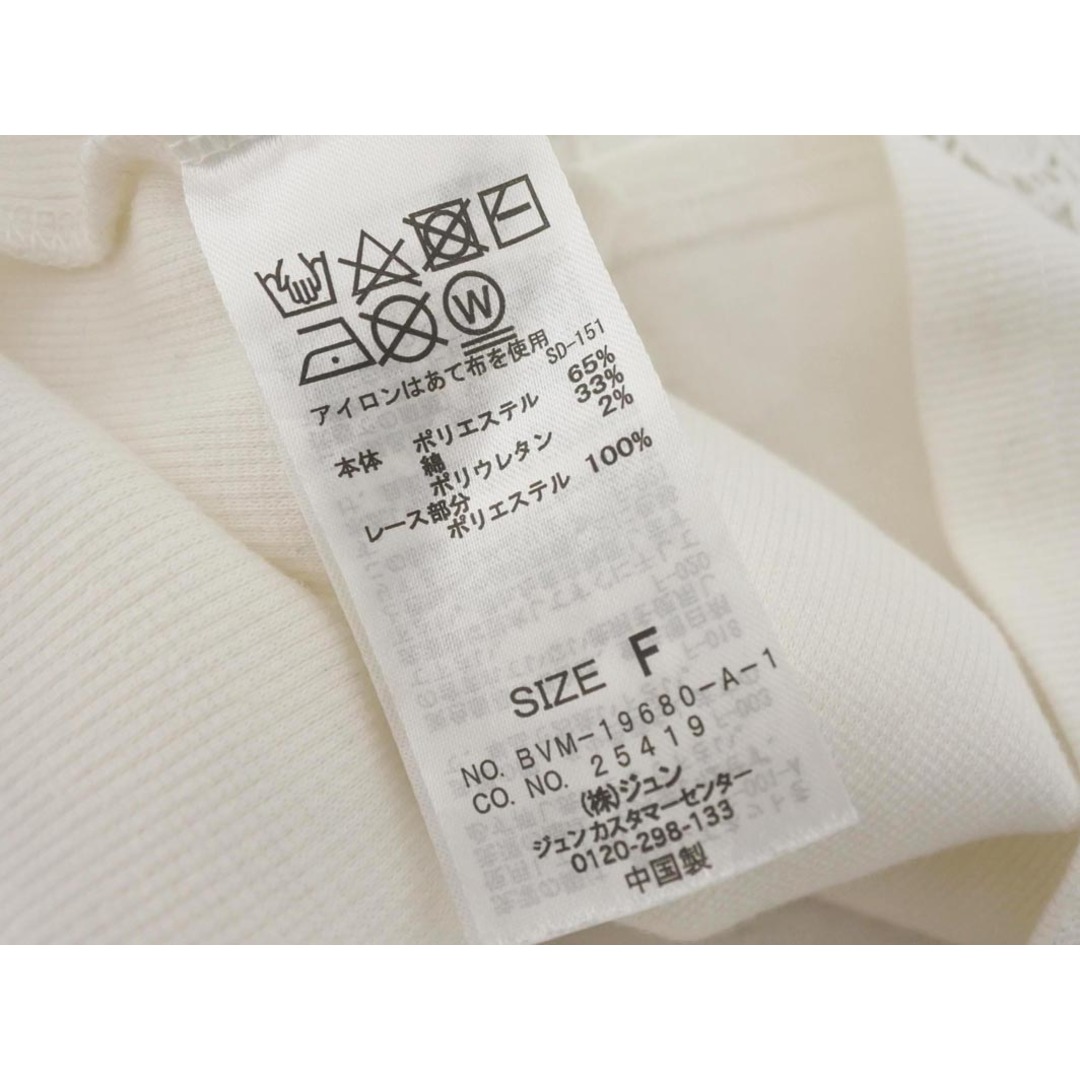 W
アイロンはあて布を使用
SD-151
本体 ポリエステル 65%
綿 33%
ポリウレタン 2%
レース部分
ポリエステル 100%
SIZE F
NO. BVM-19680-A-1
CO. NO. 25419
(株)ジュン
ジュンカスタマーセンター
0120-298-133
中国製